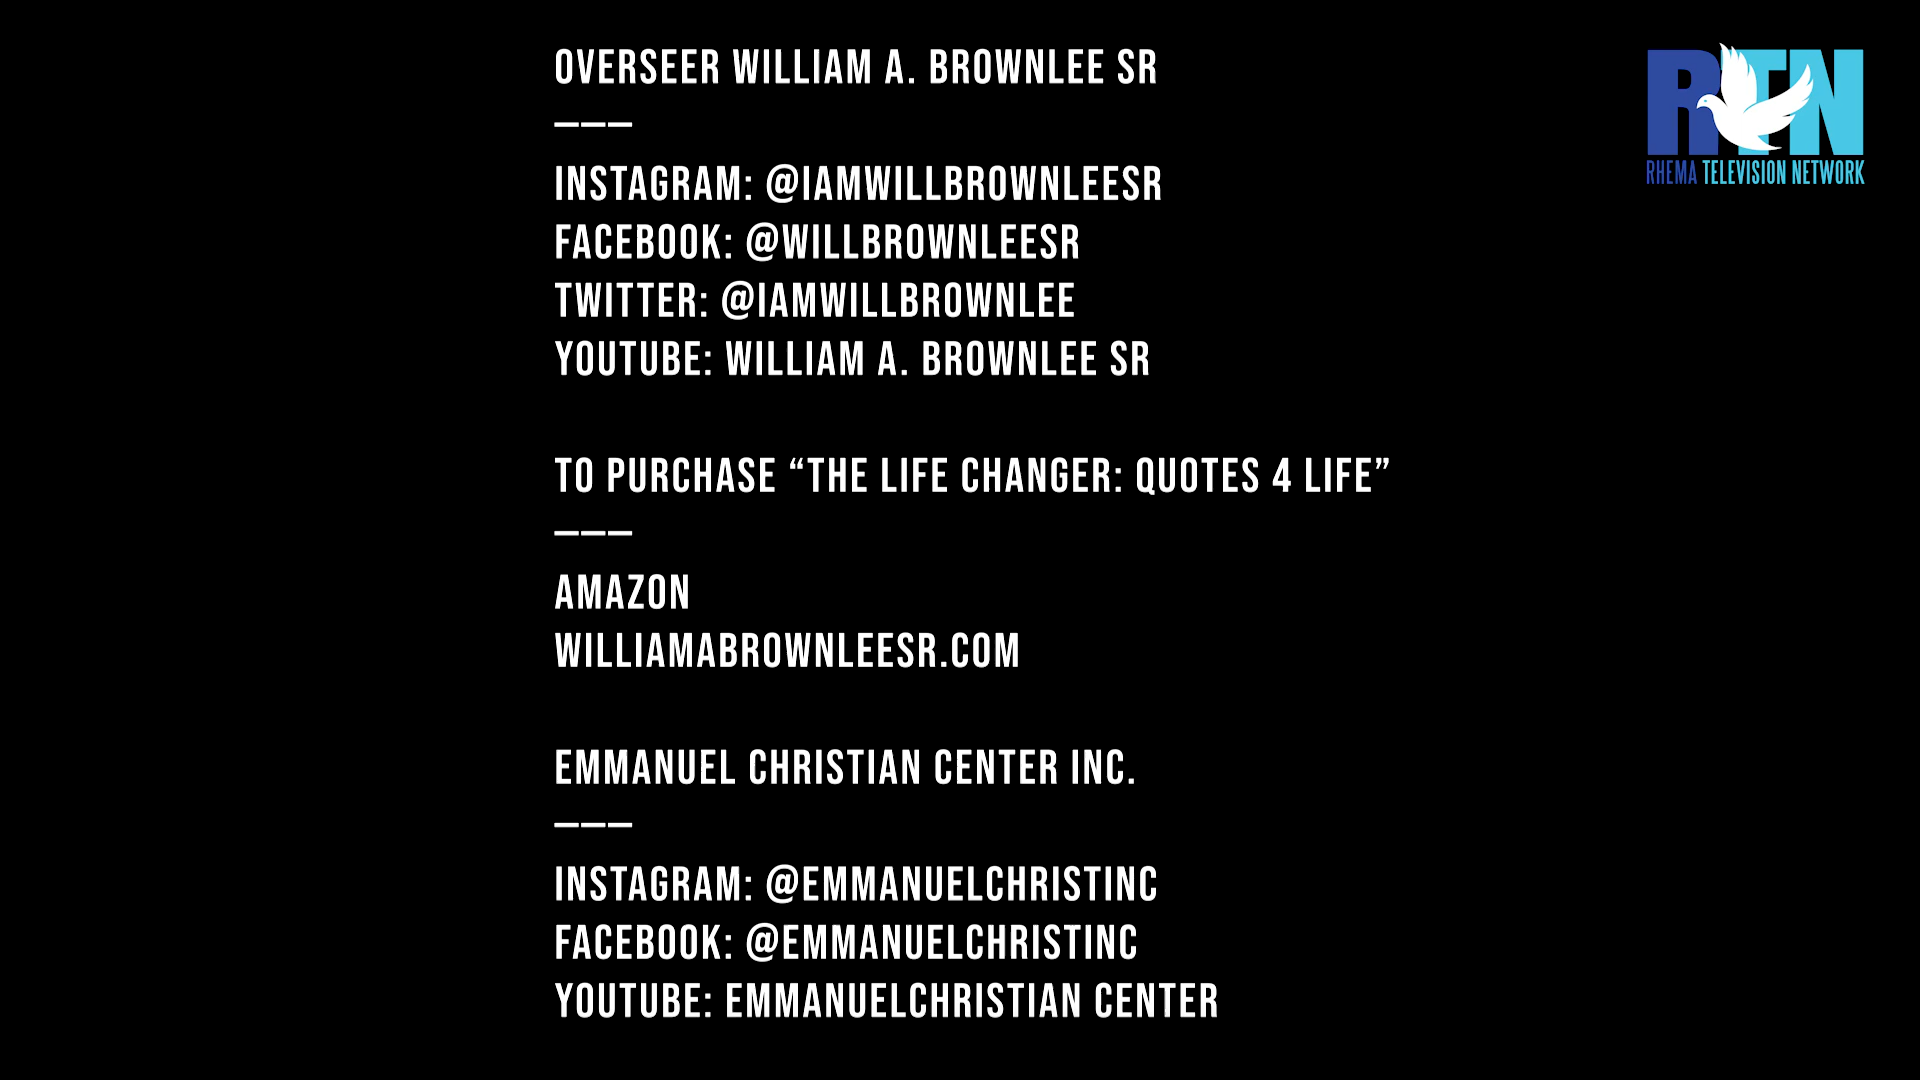 OVERSEER WILLIAM A. BROWNLEE SR
———
INSTAGRAM: @IAMWILLBROWNLEESR
FACEBOOK: @WILLBROWNLEESR
TWITTER: @IAMWILLBROWNLEE
YOUTUBE: WILLIAM A. BROWNLEE SR
TO PURCHASE “THE LIFE CHANGER: QUOTES 4 LIFE”
———
AMAZON
WILLIAMABROWNLEESR.COM
EMMANUEL CHRISTIAN CENTER INC.
———
INSTAGRAM: @EMMANUELCHRISTINC
FACEBOOK: @EMMANUELCHRISTINC
YOUTUBE: EMMANUELCHRISTIAN CENTER
RTN
RHEMA TELEVISION NETWORK